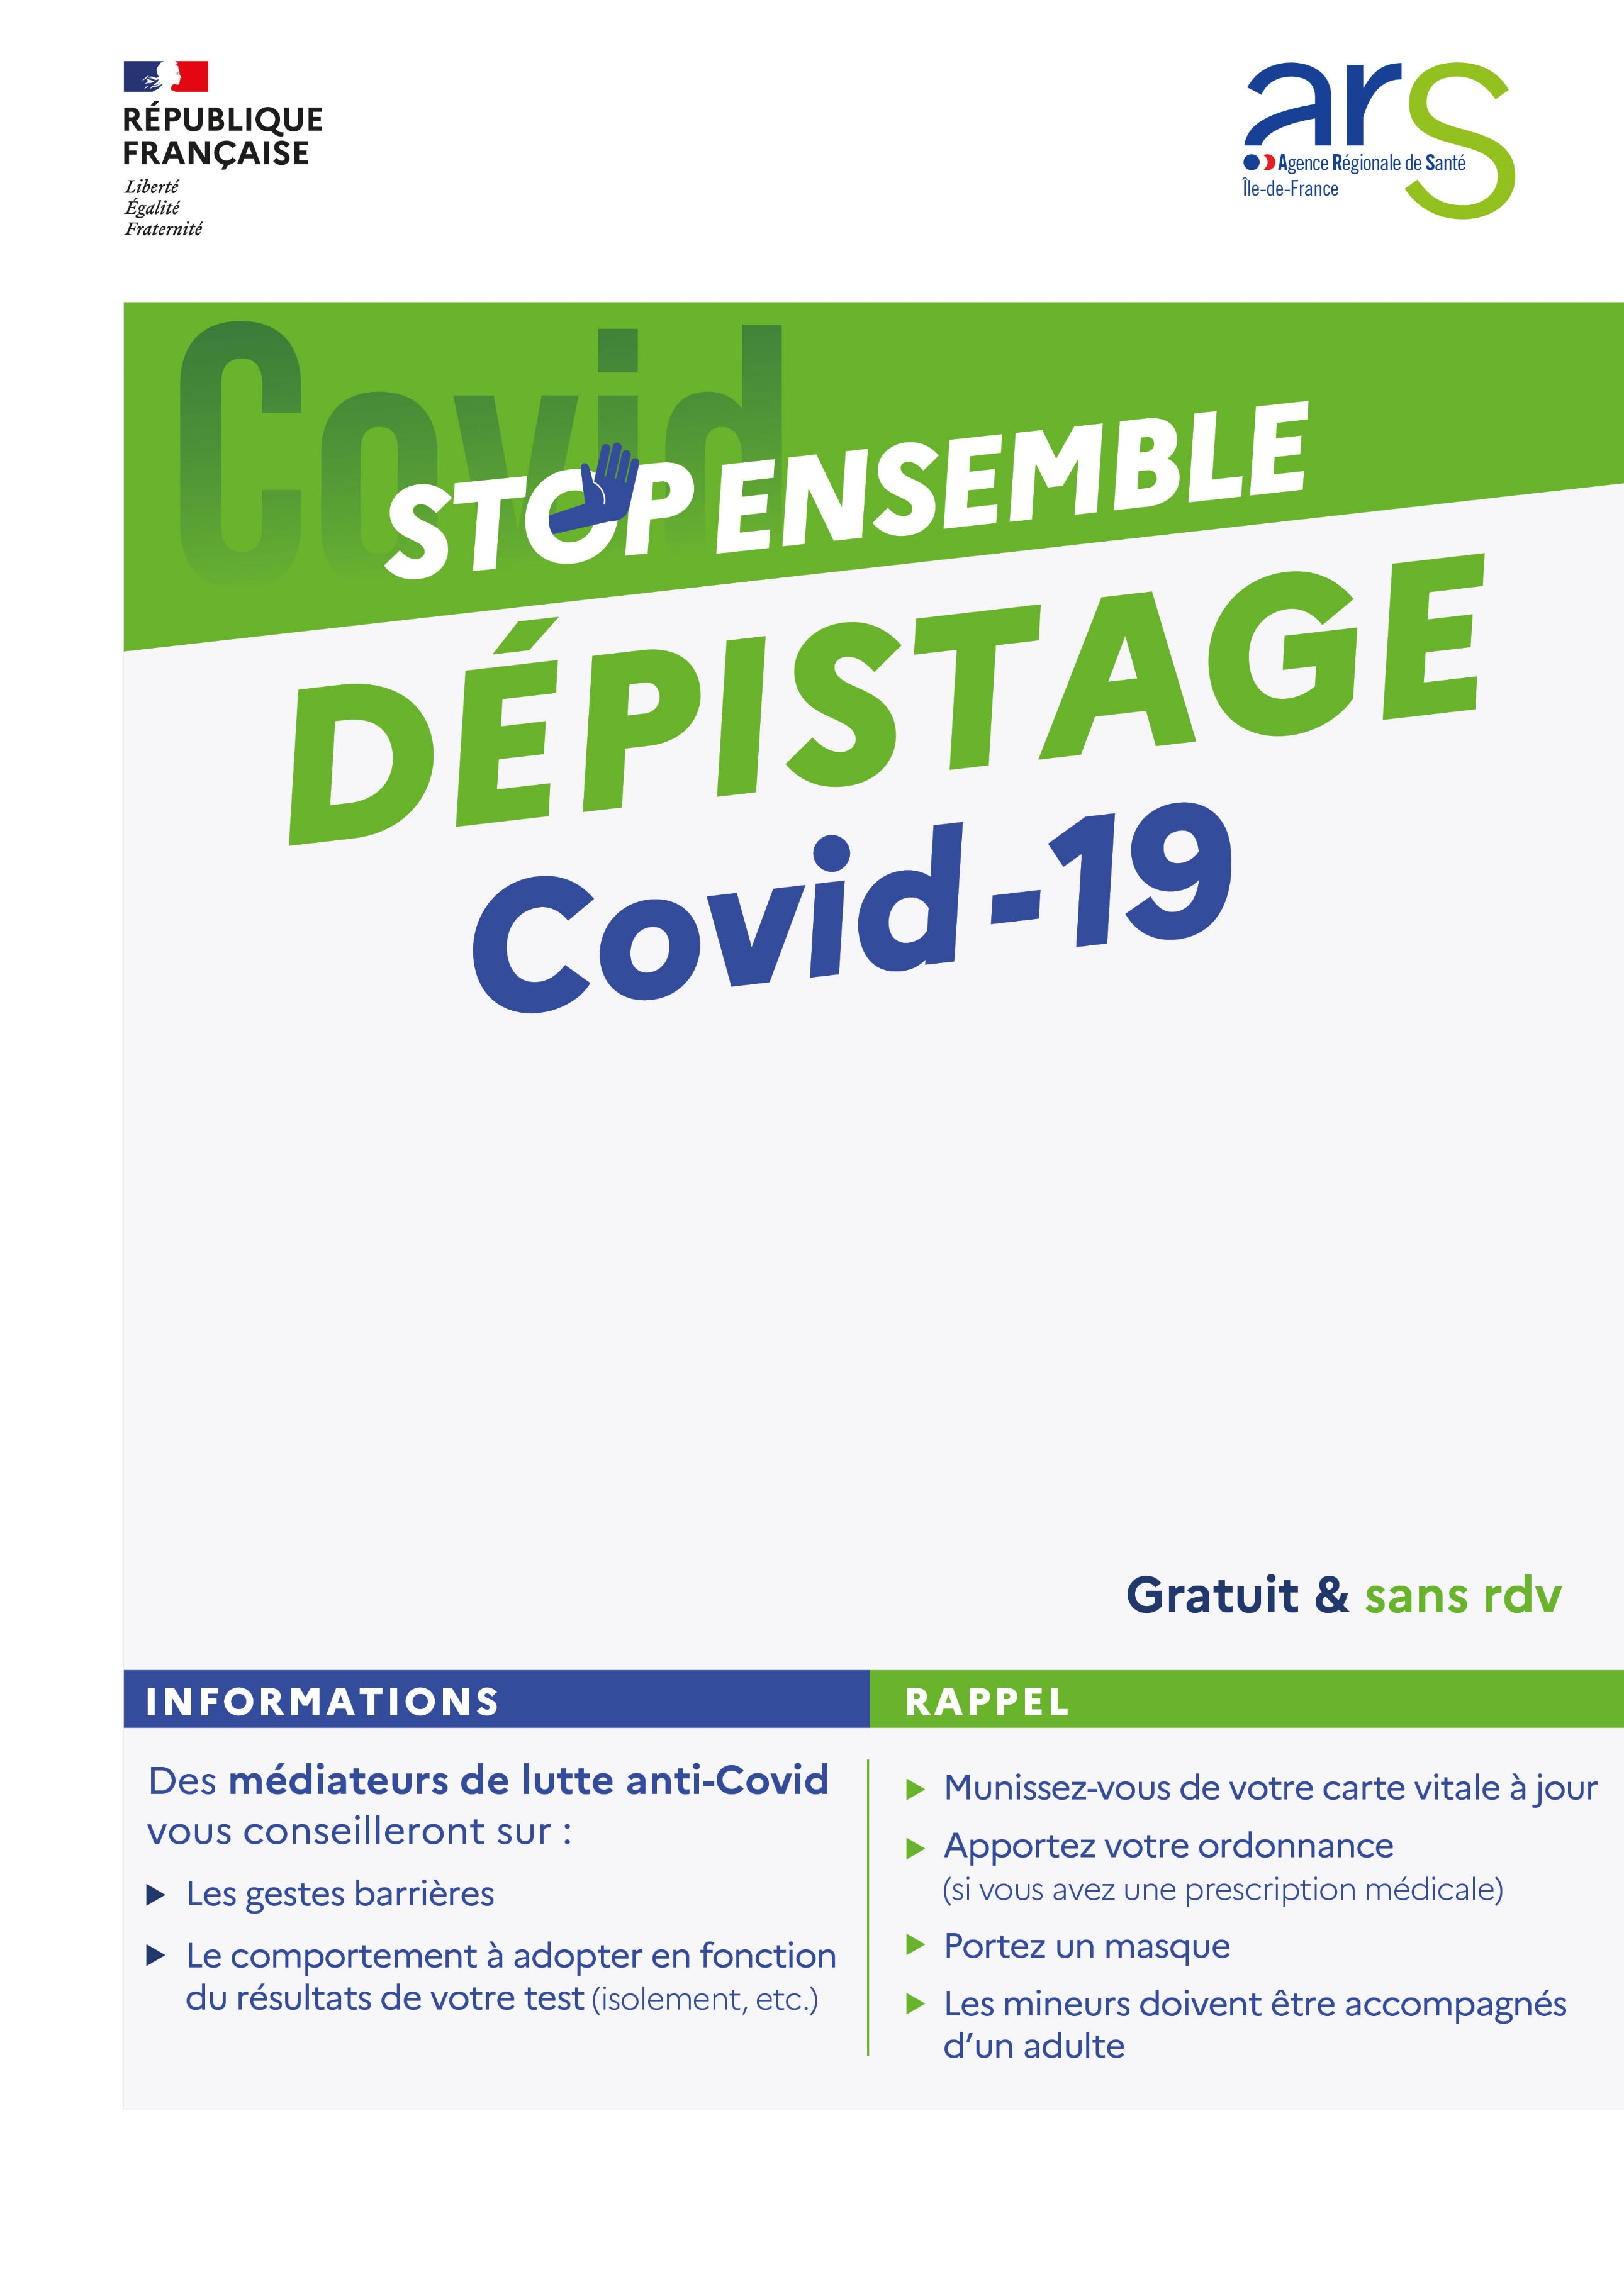 RÉPUBLIQUE
FRANÇAISE
Liberté
Égalité
Fraternité
ars
Agence Régionale de Santé
Île-de-France
Covid
STOP ENSEMBLE
DÉPISTAGE
Covid-19
Gratuit & sans rdv
INFORMATIONS
Des médiateurs de lutte anti-Covid
vous conseilleront sur :
Les gestes barrières
Le comportement à adopter en fonction
du résultats de votre test (isolement, etc.)
RAPPEL
Munissez-vous de votre carte vitale à jour
Apportez votre ordonnance
(si vous avez une prescription médicale)
Portez un masque
Les mineurs doivent être accompagnés
d'un adulte